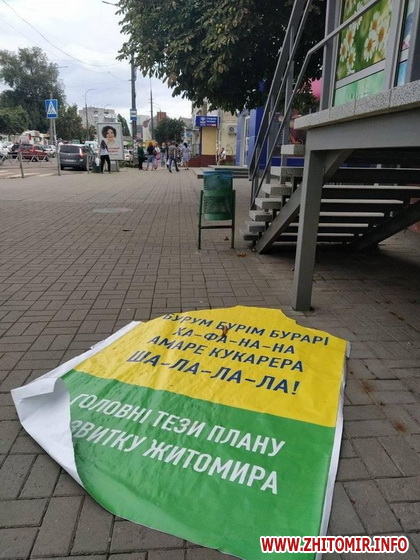 БУРУМ БУРІМ БУРАРІ
ХА-ФА-НА-НА
АМАРЕ КУКАРЕРА
ША-ЛА-ЛА-ЛА!
ГОЛОВНІ ТЕЗИ ПЛАНУ
ЗВИТКУ ЖИТОМИРА
WWW.ZHITOMIR.INFO